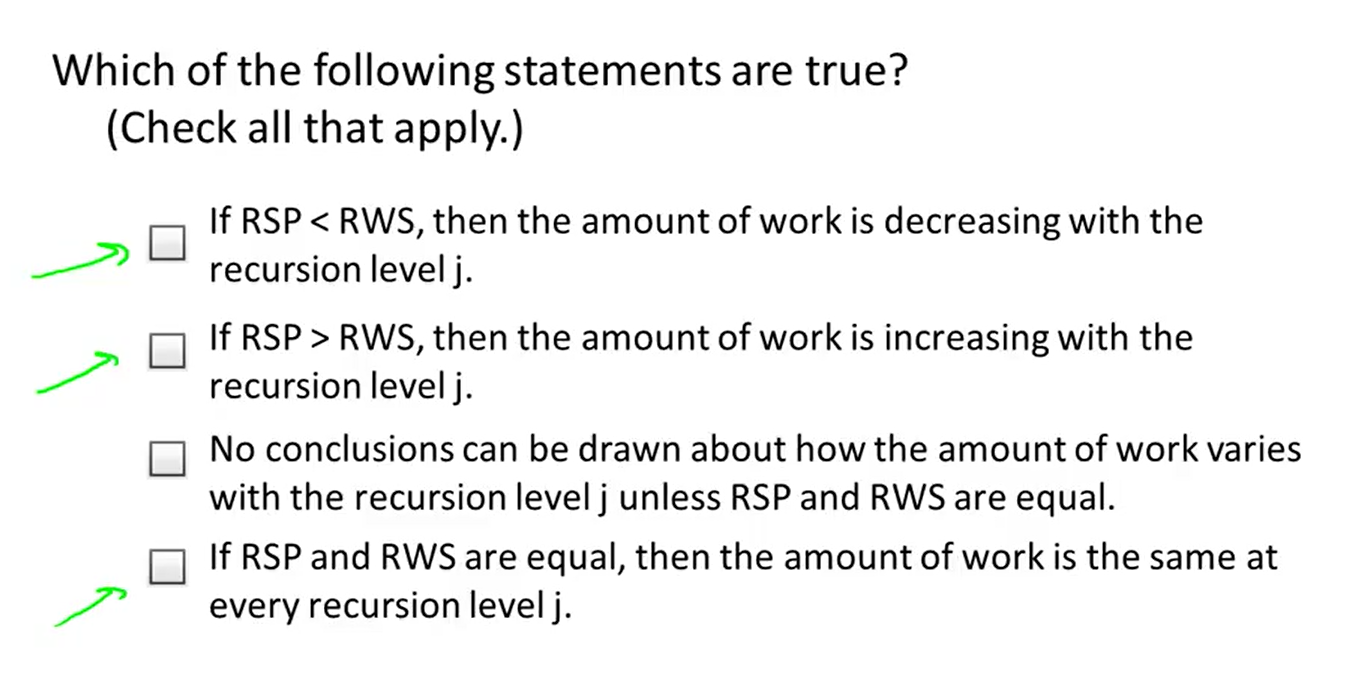 Which of the following statements are true?
(Check all that apply.)
If RSP < RWS, then the amount of work is decreasing with the
recursion level j.
If RSP > RWS, then the amount of work is increasing with the
recursion level j.
No conclusions can be drawn about how the amount of work varies
with the recursion level j unless RSP and RWS are equal.
If RSP and RWS are equal, then the amount of work is the same at
every recursion level j.